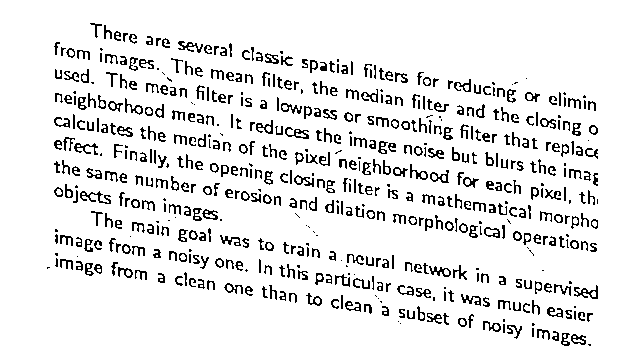 There are several classic spatial filters for reducing or elimin
from images. The mean filter, the median filter and the closing o
used. The mean filter is a lowpass or smoothing filter that replace
neighborhood mean. It reduces the image noise but blurs the imag
calculates the median of the pixel neighborhood for each pixel, th
effect. Finally, the opening closing filter is a mathematical morpho
the same number of erosion and dilation morphological operations
objects from images.
The main goal was to train a neural network in a supervised
image from a noisy one. In this particular case, it was much easier
image from a clean one than to clean a subset of noisy images.